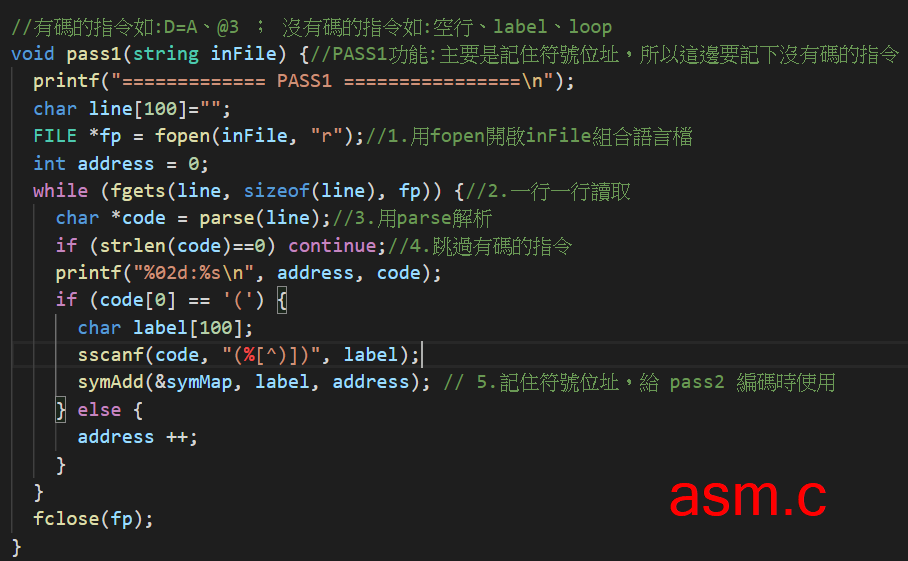 //有碼的指令如:D=A、@3 ; 沒有碼的指令如:空行、label、loop
void pass1(string inFile) {//PASS1功能:主要是記住符號位址，所以這邊要記下沒有碼的指令
  printf("============= PASS1 ================\n");
  char line[100]="";
  FILE *fp = fopen(inFile, "r");//1.用fopen開啟inFile組合語言檔
  int address = 0;
  while (fgets(line, sizeof(line), fp)) {//2.一行一行讀取
    char *code = parse(line);//3.用parse解析
    if (strlen(code)==0) continue;//4.跳過有碼的指令
    printf("%02d:%s\n", address, code);
    if (code[0] == '(') {
      char label[100];
      sscanf(code, "(%[^)])", label);
      symAdd(&symMap, label, address); // 5.記住符號位址，給 pass2 編碼時使用
    } else {
      address ++;
    }
  }
  fclose(fp);
}
asm.c